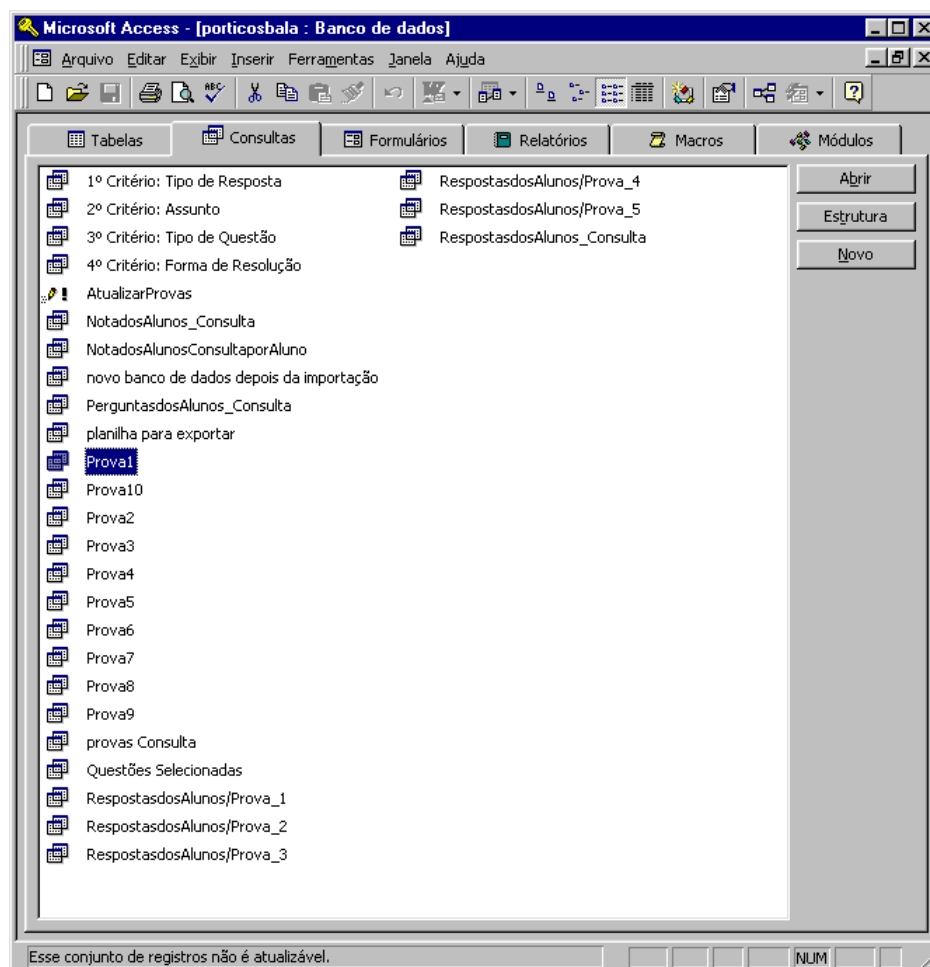 Microsoft Access - [porticosbala : Banco de dados]
Arquivo Editar Exibir Inserir Ferramentas Janela Ajuda
ABC
Tabelas Consultas Formulários Relatórios Macros Módulos
1º Critério: Tipo de Resposta
2º Critério: Assunto
3º Critério: Tipo de Questão
4º Critério: Forma de Resolução
AtualizarProvas
NotadosAlunos_Consulta
NotadosAlunosConsultaporAluno
novo banco de dados depois da importação
PerguntasdosAlunos_Consulta
planilha para exportar
Prova1
Prova10
Prova2
Prova3
Prova4
Prova5
Prova6
Prova7
Prova8
Prova9
provas Consulta
Questões Selecionadas
RespostasdosAlunos/Prova_1
RespostasdosAlunos/Prova_2
RespostasdosAlunos/Prova_3
RespostasdosAlunos/Prova_4
RespostasdosAlunos/Prova_5
RespostasdosAlunos_Consulta
Abrir
Estrutura
Novo
Esse conjunto de registros não é atualizável.
NUM